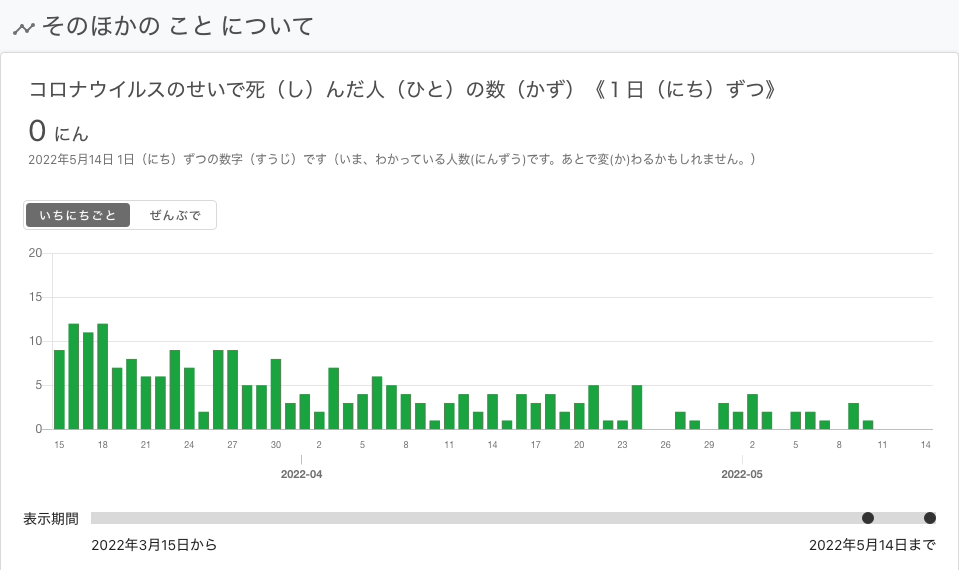 そのほかの こと について
コロナウイルスのせいで死（し）んだ人（ひと）の数（かず）《１日（にち）ずつ》
0 にん
2022年5月14日 1日（にち）ずつの数字（すうじ）です（いま、わかっている人数(にんずう)です。あとで変(か)わるかもしれません。）
いちにちごと ぜんぶで
20
15
10
5
0
15 18 21 24 27 30 2 5 8 11 14 17 20 23 26 29 2 5 8 11 14
2022-04 2022-05
表示期間
2022年3月15日から 2022年5月14日まで